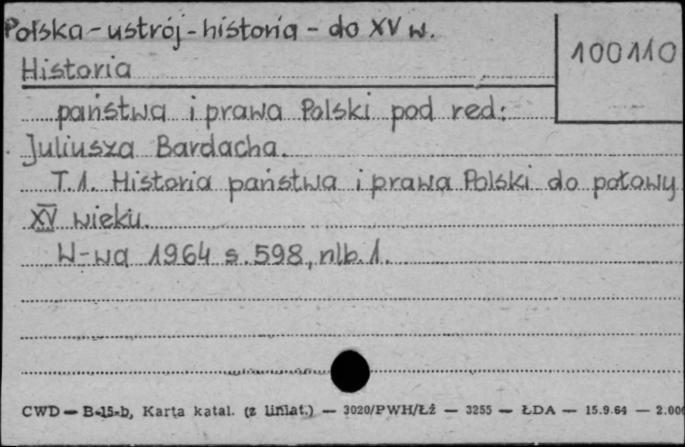 Polska - ustrój - historia - do XV w.
100110
Historia
państwa i prawa Polski pod red:
Juliusza Bardacha.
T.1. Historia państwa i prawa Polski do połowy
XV wieku.
W-wa 1964 s. 598, nlb. 1.
CWD — B-15-b, Karta katal. (z liniat.) — 3020/PWH/Łż — 3255 — ŁDA — 15.9.64 — 2.000